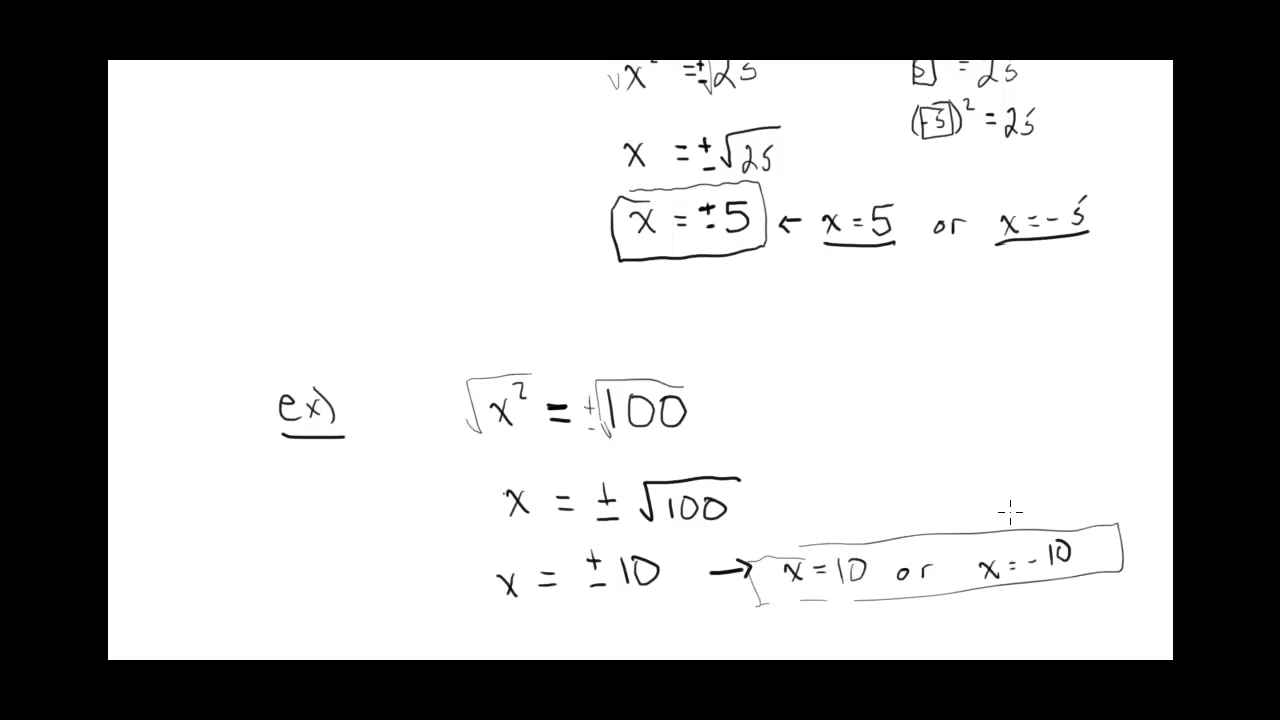 √x² = ±√25
5² = 25
(-5)² = 25
x = ±√25
x = ±5 ← x = 5 or x = -5
ex) √x² = ±√100
x = ± √100
x = ±10 → x = 10 or x = -10